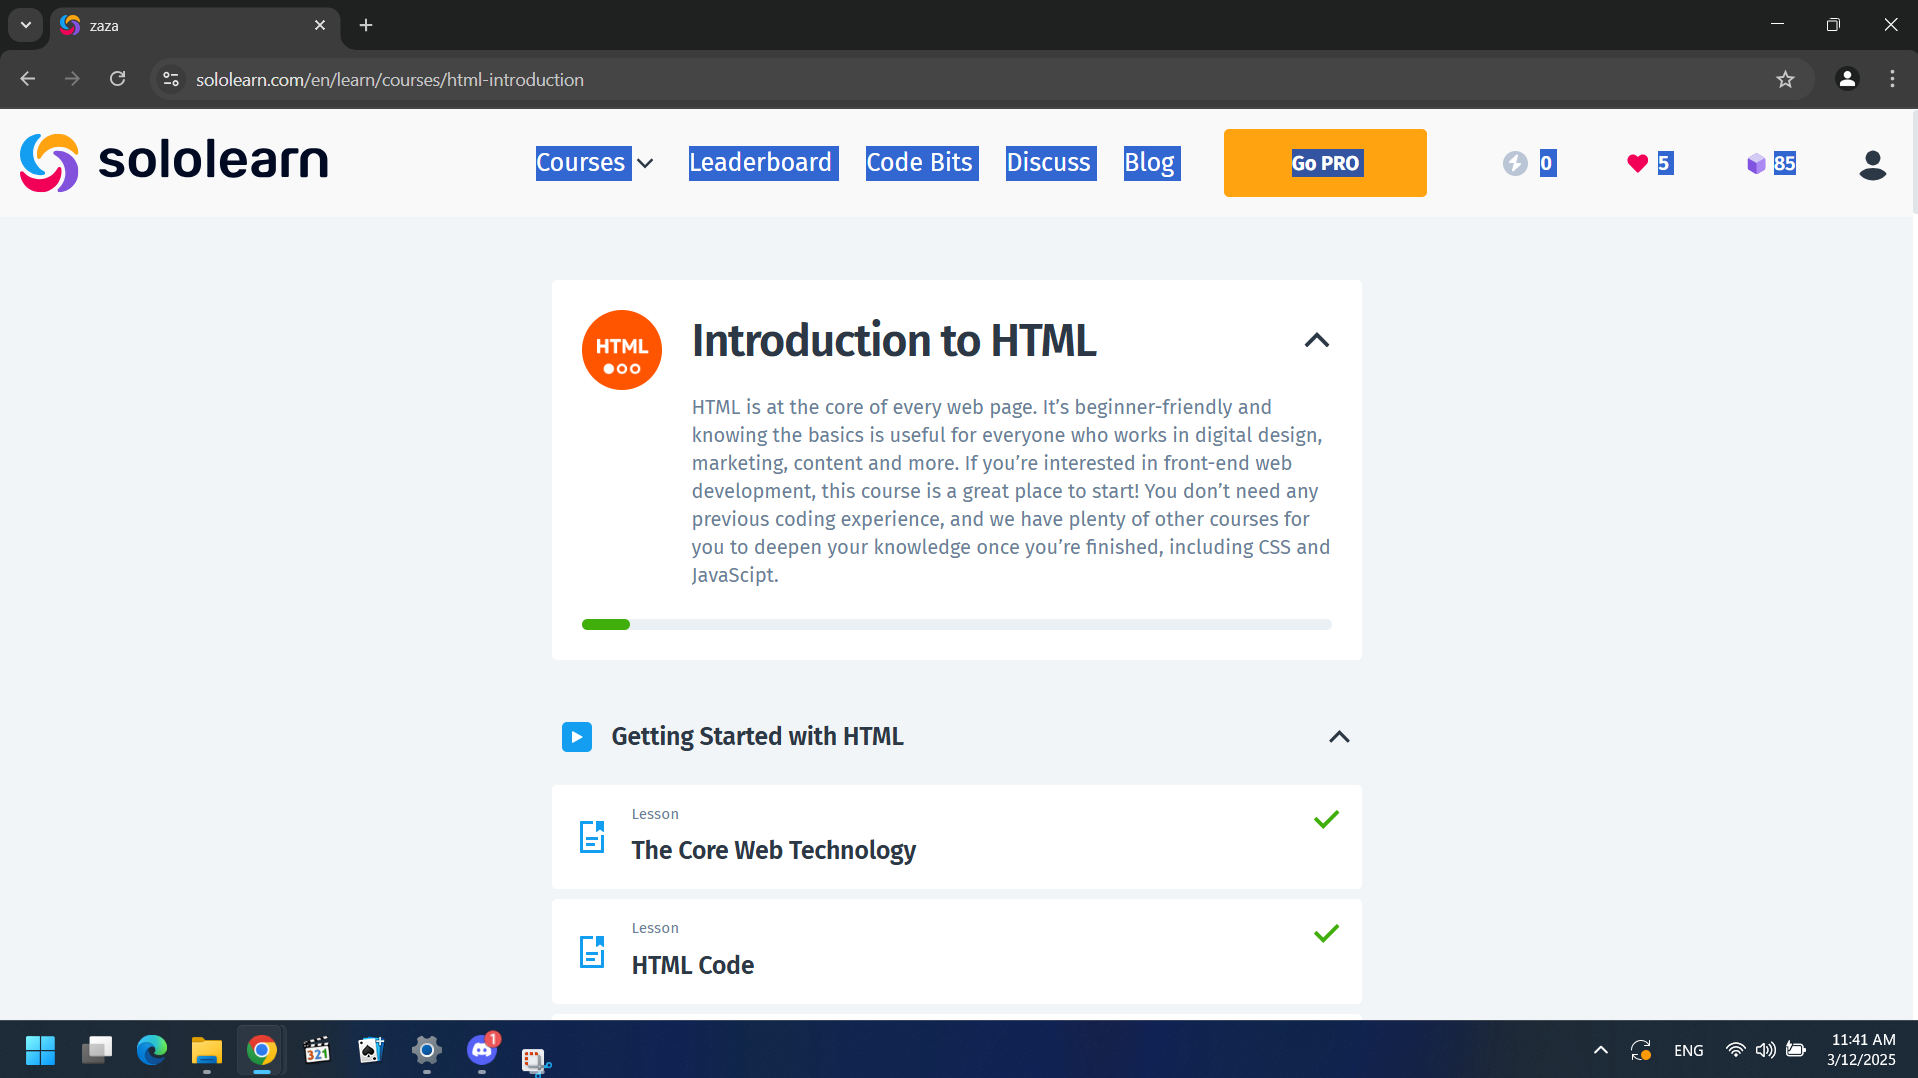 zaza
sololearn.com/en/learn/courses/html-introduction
sololearn
Courses
Leaderboard
Code Bits
Discuss
Blog
Go PRO
0
5
85
HTML
Introduction to HTML
HTML is at the core of every web page. It’s beginner-friendly and
knowing the basics is useful for everyone who works in digital design,
marketing, content and more. If you’re interested in front-end web
development, this course is a great place to start! You don’t need any
previous coding experience, and we have plenty of other courses for
you to deepen your knowledge once you’re finished, including CSS and
JavaScipt.
Getting Started with HTML
Lesson
The Core Web Technology
Lesson
HTML Code
321
1
ENG
11:41 AM
3/12/2025